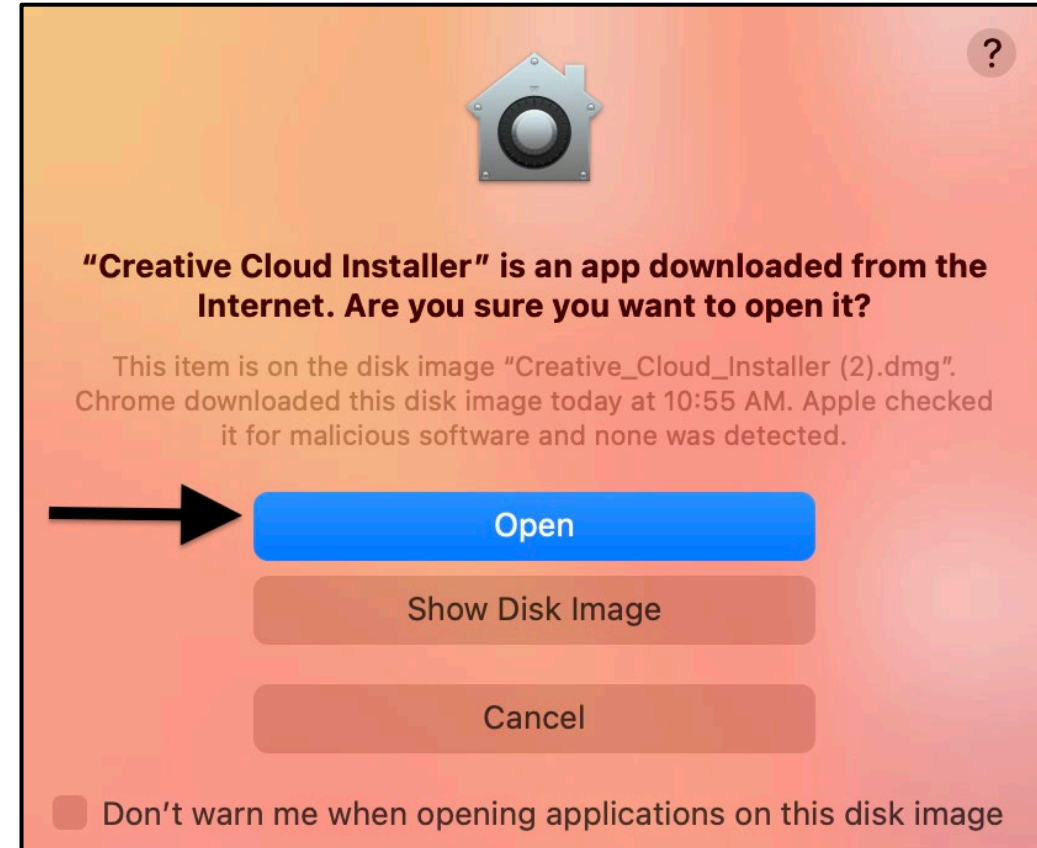 ?
“Creative Cloud Installer” is an app downloaded from the
Internet. Are you sure you want to open it?
This item is on the disk image “Creative_Cloud_Installer (2).dmg”.
Chrome downloaded this disk image today at 10:55 AM. Apple checked
it for malicious software and none was detected.
Open
Show Disk Image
Cancel
Don’t warn me when opening applications on this disk image